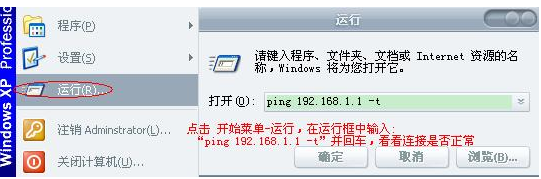 Windows XP Professio
程序(P)
设置(S)
运行(R)...
注销 Adminstrator(L)...
关闭计算机(U)...
运行
请键入程序、文件夹、文档或 Internet 资源的名
称,Windows 将为您打开它。
打开(O): ping 192.168.1.1 -t
点击 开始菜单-运行,在运行框中输入:
“ping 192.168.1.1 -t”并回车,看看连接是否正常
确定 取消 浏览(B)...